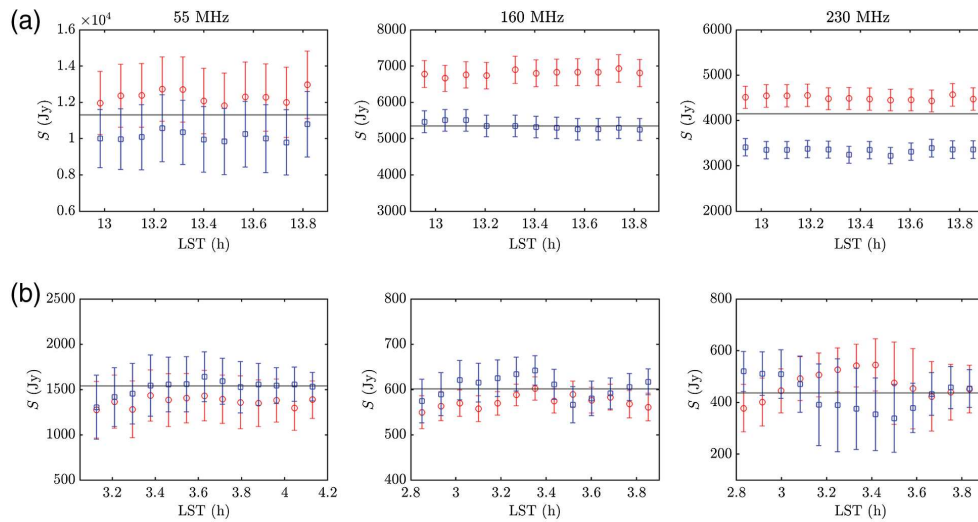 (a)
55 MHz
160 MHz
230 MHz
×10⁴
1.4
1.2
1.0
0.8
0.6
S (Jy)
13 13.2 13.4 13.6 13.8
LST (h)
8000
7000
6000
5000
4000
3000
S (Jy)
13 13.2 13.4 13.6 13.8
LST (h)
6000
5000
4000
3000
2000
S (Jy)
13 13.2 13.4 13.6 13.8
LST (h)
(b)
2500
2000
1500
1000
500
S (Jy)
3.2 3.4 3.6 3.8 4 4.2
LST (h)
800
700
600
500
400
S (Jy)
2.8 3 3.2 3.4 3.6 3.8
LST (h)
800
600
400
200
S (Jy)
2.8 3 3.2 3.4 3.6 3.8
LST (h)